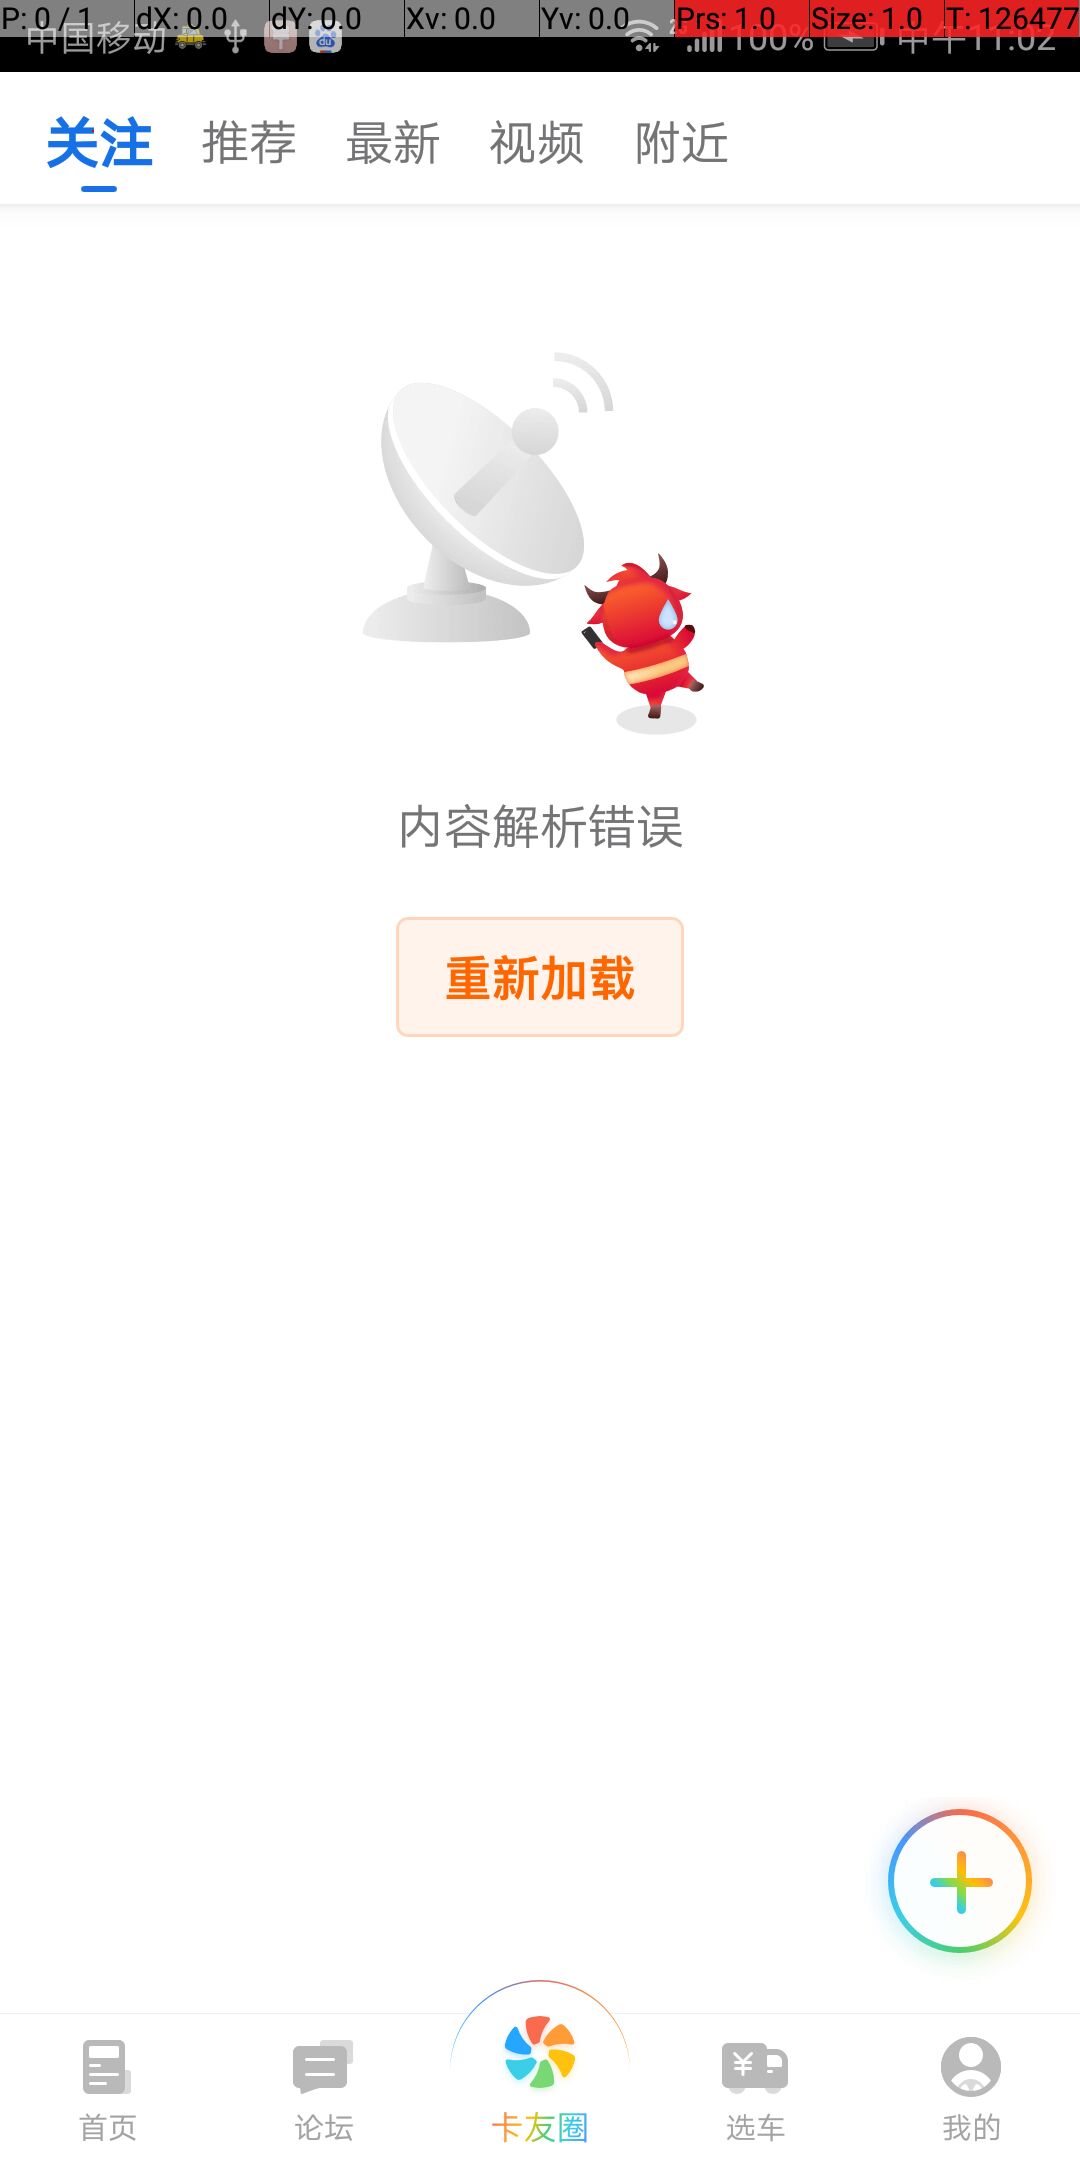 P: 0 / 1 dX: 0.0 dY: 0.0 Xv: 0.0 Yv: 0.0 Prs: 1.0 Size: 1.0 T: 126477
中国移动 100% 中午11:02
关注 推荐 最新 视频 附近
内容解析错误
重新加载
首页 论坛 卡友圈 选车 我的